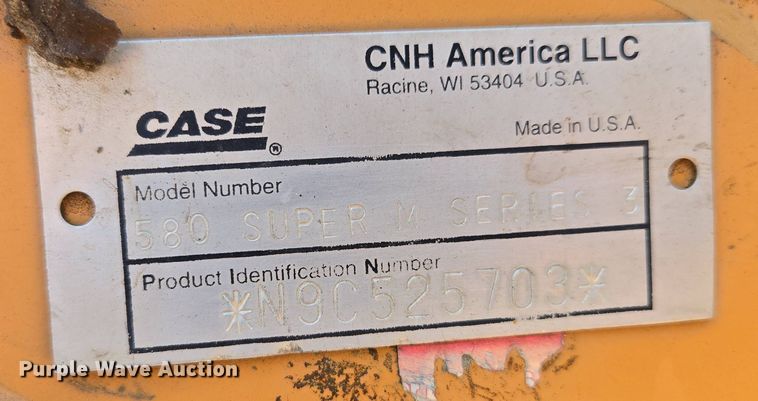 CNH America LLC
Racine, WI 53404 U.S.A.
CASE®
Made in U.S.A.
Model Number
580 SUPER M SERIES 3
Product Identification Number
*N9C525703*
Purple Wave Auction